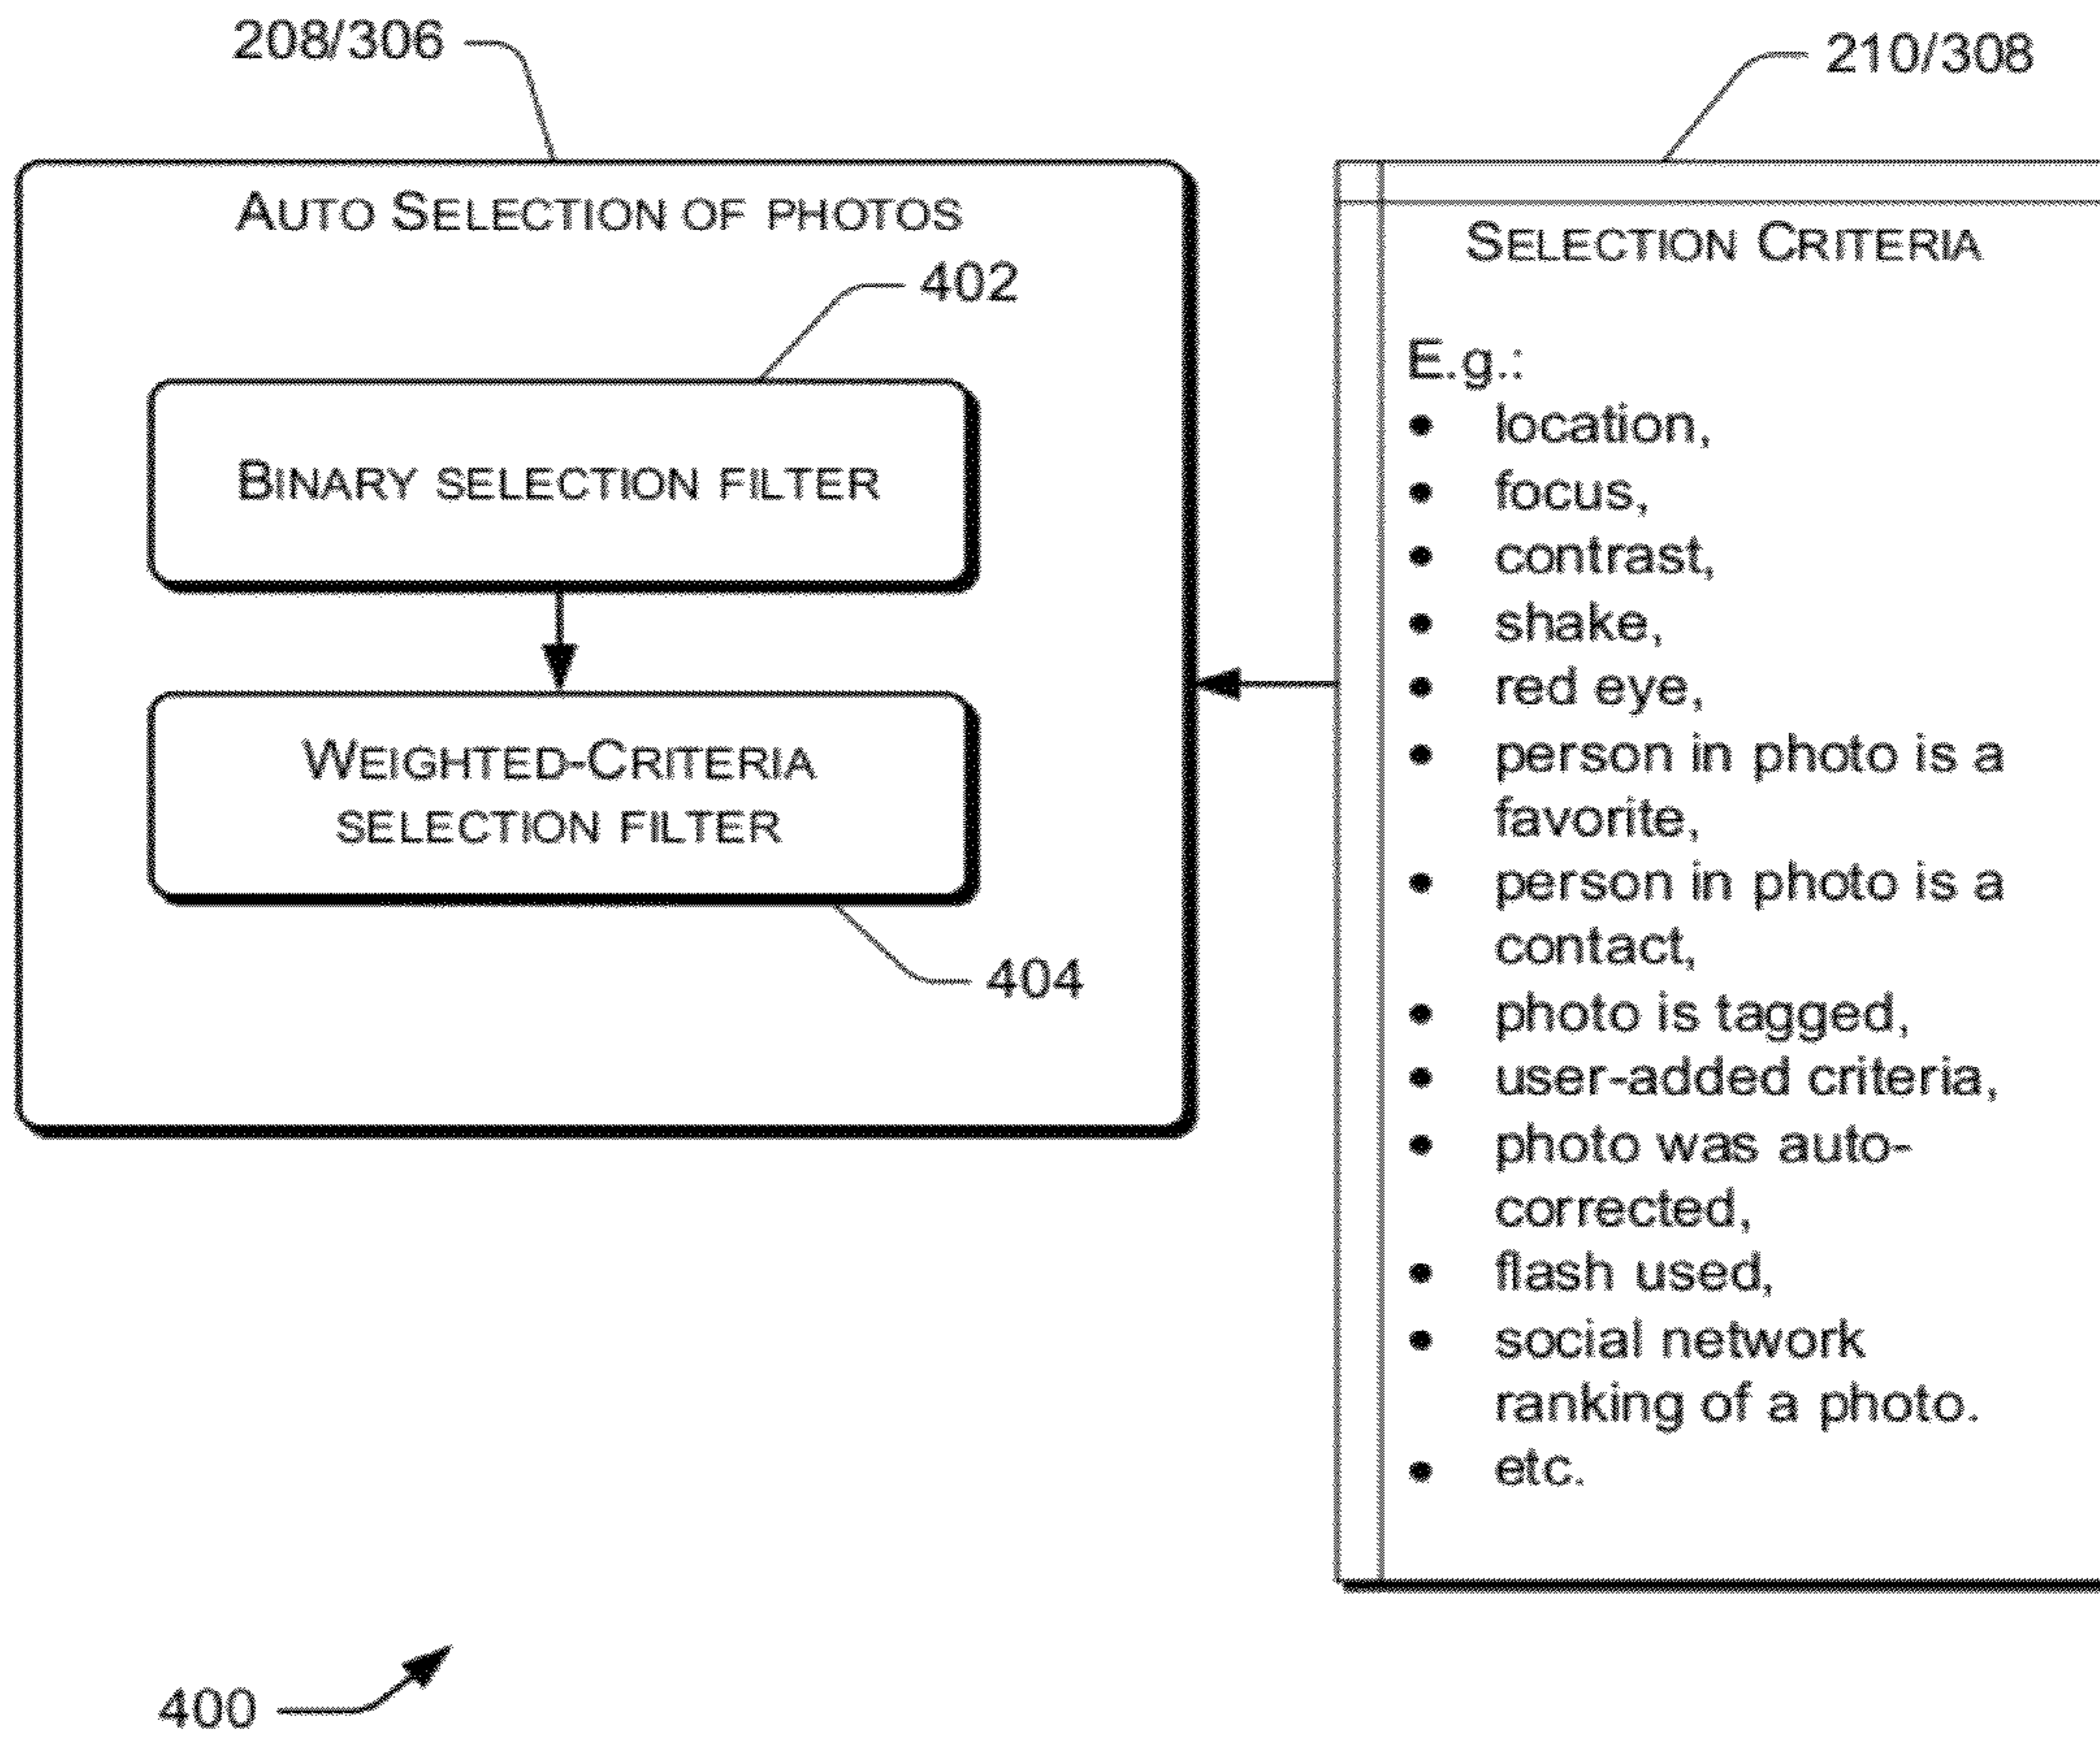 208/306
210/308
AUTO SELECTION OF PHOTOS
402
BINARY SELECTION FILTER
WEIGHTED-CRITERIA
SELECTION FILTER
404
SELECTION CRITERIA
E.g.:
• location,
• focus,
• contrast,
• shake,
• red eye,
• person in photo is a
favorite,
• person in photo is a
contact,
• photo is tagged,
• user-added criteria,
• photo was auto-
corrected,
• flash used,
• social network
ranking of a photo.
• etc.
400